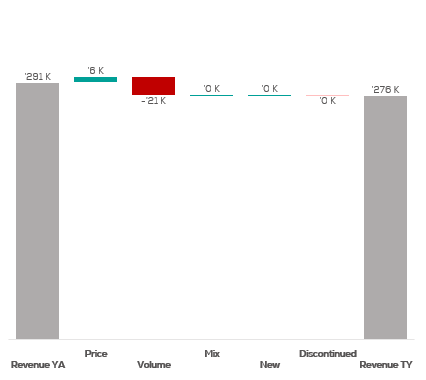 '291 K
'6 K
-'21 K
'0 K
'0 K
'0 K
'276 K
Revenue YA
Price
Volume
Mix
New
Discontinued
Revenue TY